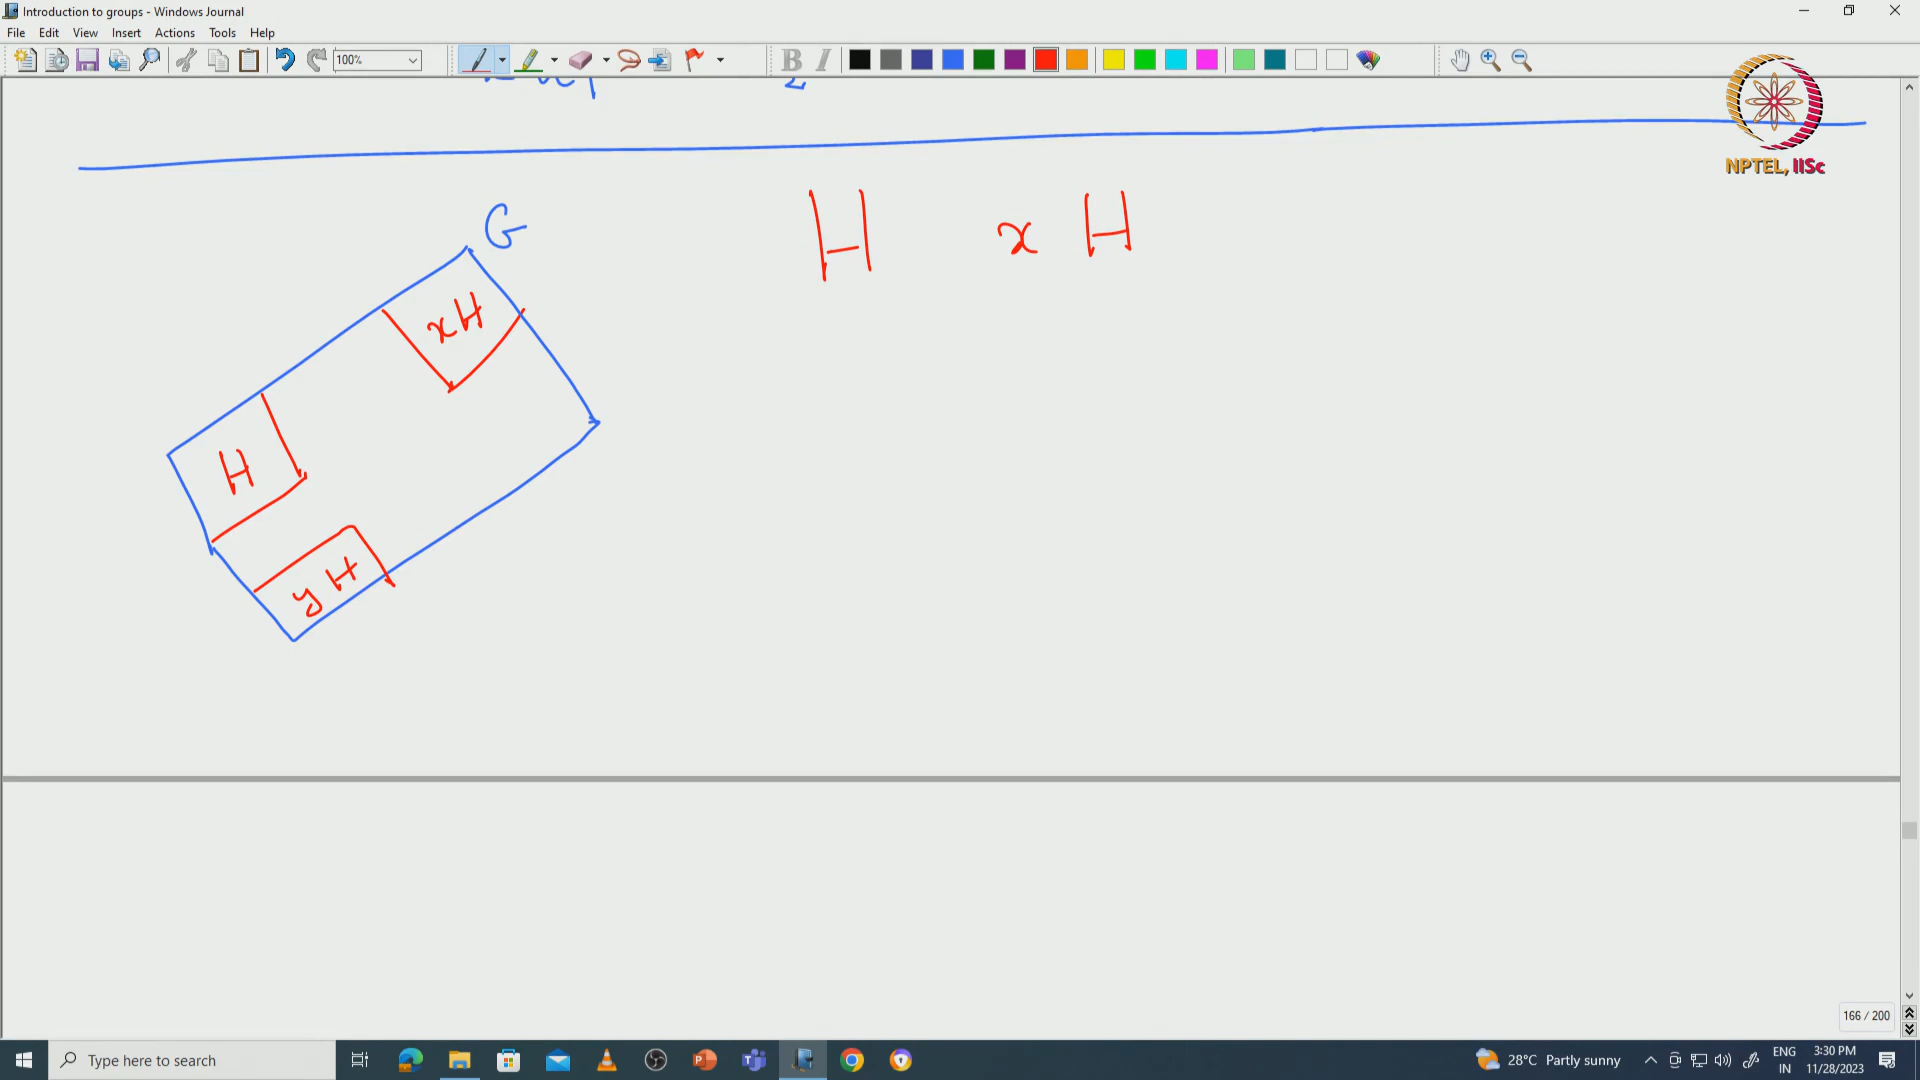 Introduction to groups - Windows Journal
File Edit View Insert Actions Tools Help
100%
B I
2
NPTEL, IISc
G
H x H
xH
H
yH
166 / 200
Type here to search
28°C Partly sunny
ENG
IN
3:30 PM
11/28/2023